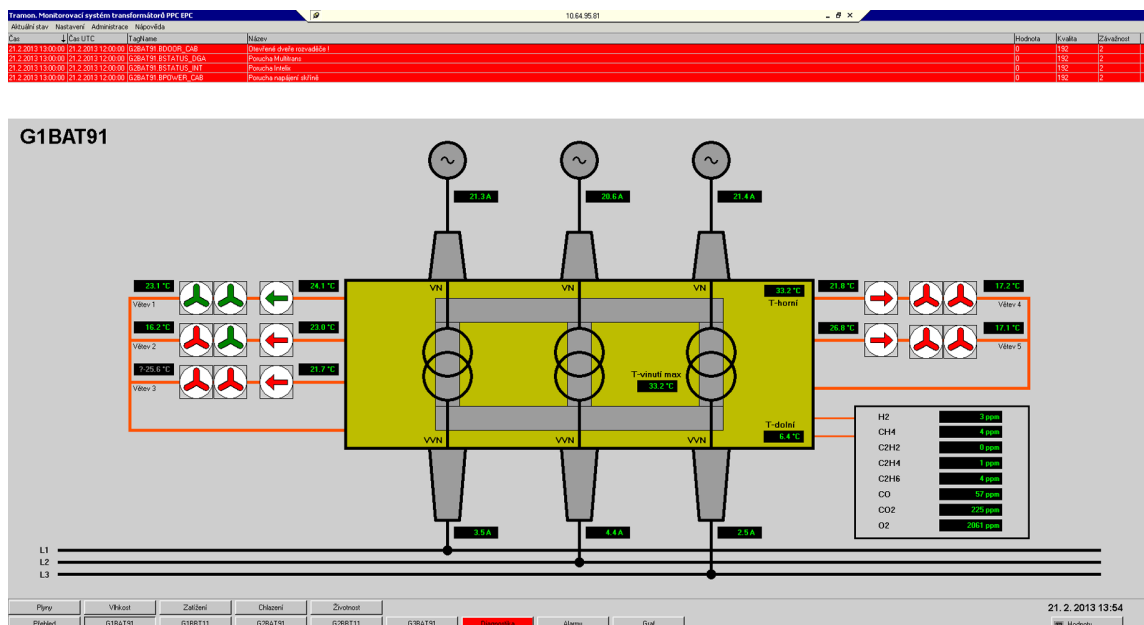 Tramon. Monitorovací systém transformátorů PPC EPC 10.64.95.81
Aktuální stav Nastavení Administrace Nápověda
Čas Čas UTC TagName Název Hodnota Kvalita Závažnost
21.2.2013 13:00:00 21.2.2013 12:00:00 G2BAT91.BDOOR_CAB Otevřené dveře rozvaděče ! 0 192 2
21.2.2013 13:00:00 21.2.2013 12:00:00 G2BAT91.BSTATUS_DGA Porucha Multitrans 0 192 2
21.2.2013 13:00:00 21.2.2013 12:00:00 G2BAT91.BSTATUS_INT Porucha Intelix 0 192 2
21.2.2013 13:00:00 21.2.2013 12:00:00 G2BAT91.BPOWER_CAB Porucha napájení skříně 0 192 2
G1BAT91
21.3 A 20.6 A 21.4 A
23.1 °C 24.1 °C VN VN VN 33.2 °C 21.8 °C 17.2 °C
Větev 1 T-horní Větev 4
16.2 °C 23.0 °C 26.8 °C 17.1 °C
Větev 2 Větev 5
?-25.6 °C 21.7 °C T-vinutí max
Větev 3 33.2 °C
H2 3 ppm
T-dolní CH4 4 ppm
VVN VVN VVN 6.4 °C
C2H2 0 ppm
C2H4 1 ppm
C2H6 4 ppm
CO 57 ppm
CO2 225 ppm
O2 2061 ppm
3.5 A 4.4 A 2.5 A
L1
L2
L3
Plyny Vlhkost Zatížení Chlazení Životnost 21. 2. 2013 13:54
Přehled G1BAT91 G1BBT11 G2BAT91 G2BBT11 G3BAT91 Diagnostika Alarmy Graf Hodnoty